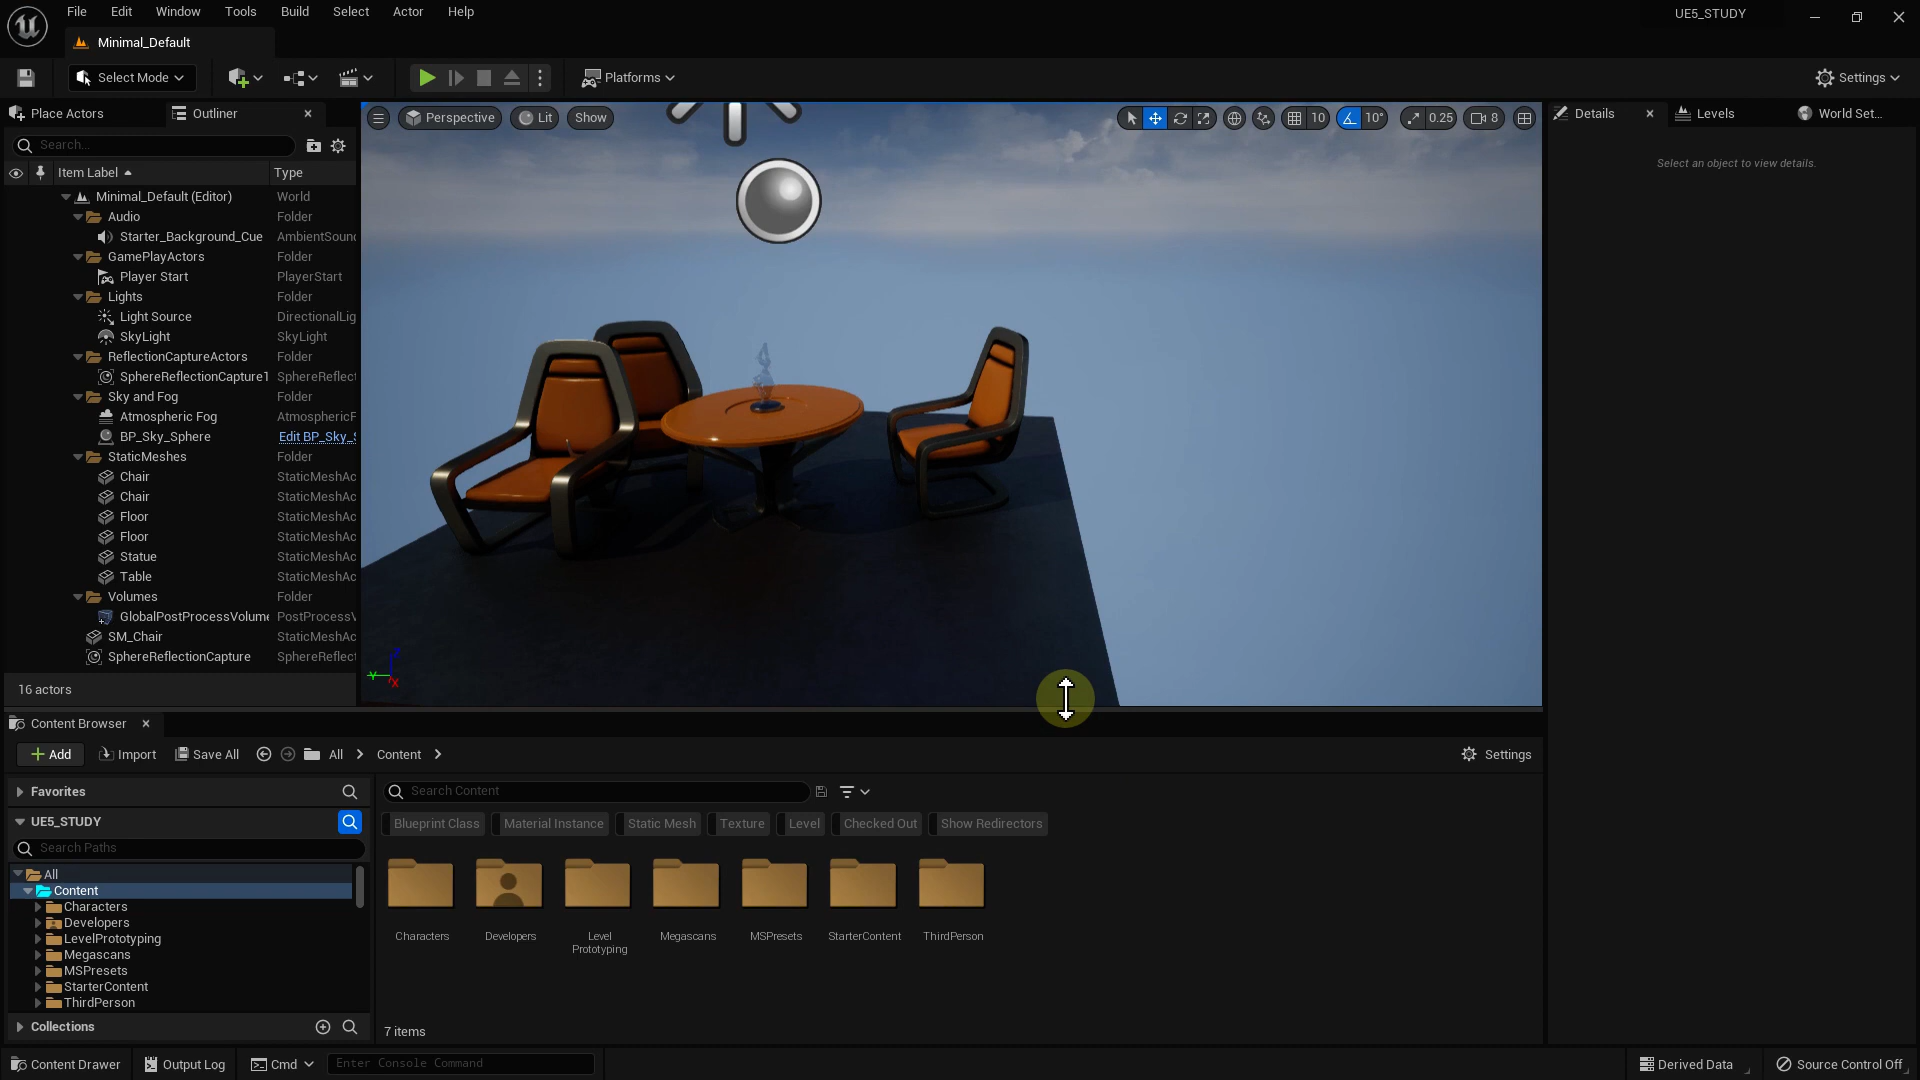 File Edit Window Tools Build Select Actor Help
UE5_STUDY
Minimal_Default
Select Mode
Platforms
Settings
Place Actors
Outliner
Perspective
Lit
Show
10
10°
0.25
8
Details
Levels
World Set...
Search...
Select an object to view details.
Item Label Type
Minimal_Default (Editor) World
Audio Folder
Starter_Background_Cue AmbientSound
GamePlayActors Folder
Player Start PlayerStart
Lights Folder
Light Source DirectionalLig
SkyLight SkyLight
ReflectionCaptureActors Folder
SphereReflectionCapture1 SphereReflect
Sky and Fog Folder
Atmospheric Fog AtmosphericF
BP_Sky_Sphere Edit BP_Sky_S
StaticMeshes Folder
Chair StaticMeshAc
Chair StaticMeshAc
Floor StaticMeshAc
Floor StaticMeshAc
Statue StaticMeshAc
Table StaticMeshAc
Volumes Folder
GlobalPostProcessVolume PostProcessV
SM_Chair StaticMeshAc
SphereReflectionCapture SphereReflect
16 actors
Y
X
Content Browser
Add
Import
Save All
All
Content
Settings
Favorites
Search Content
UE5_STUDY
Blueprint Class
Material Instance
Static Mesh
Texture
Level
Checked Out
Show Redirectors
Search Paths
All
Content
Characters
Developers
LevelPrototyping
Megascans
MSPresets
StarterContent
ThirdPerson
Characters
Developers
Level
Prototyping
Megascans
MSPresets
StarterContent
ThirdPerson
Collections
7 items
Content Drawer
Output Log
Cmd
Enter Console Command
Derived Data
Source Control Off